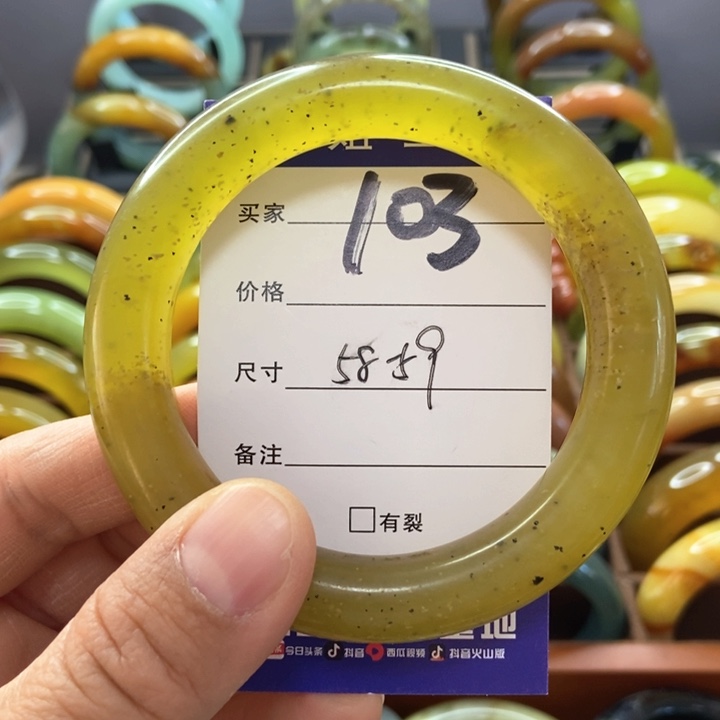 买家 103
价格
尺寸 58 59
备注
□有裂
今日头条 抖音 西瓜视频 抖音火山版